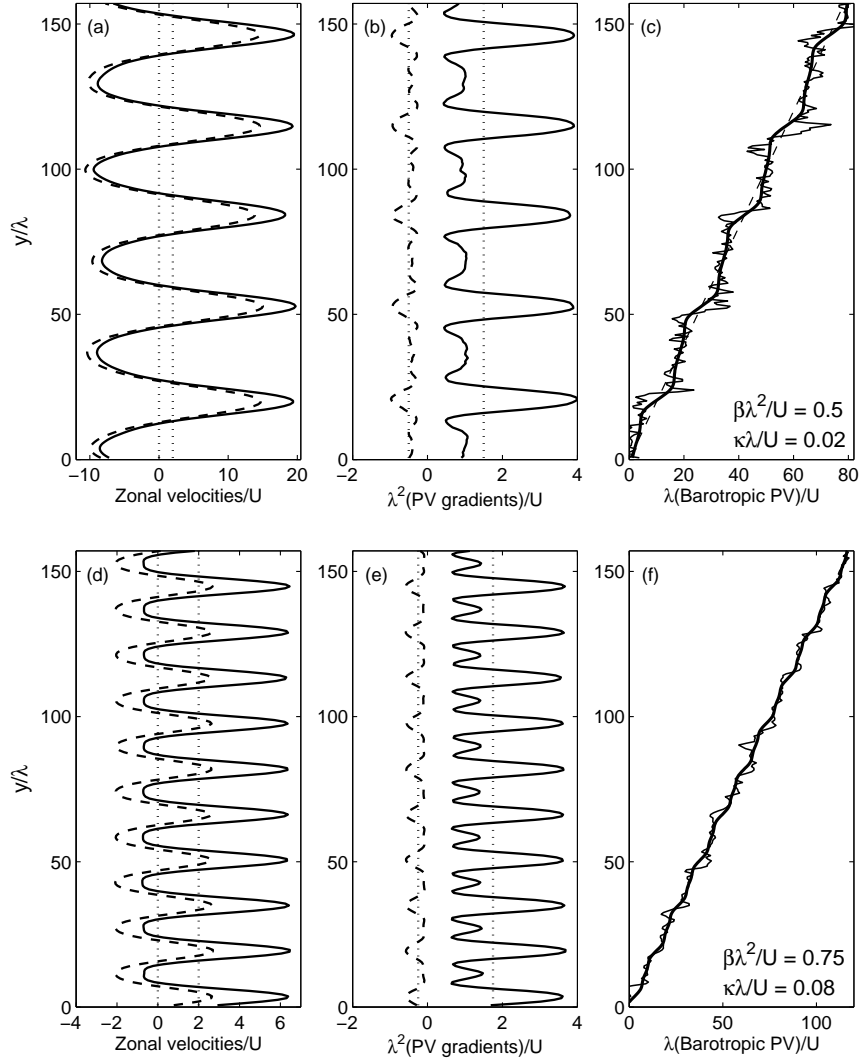 (a)
(b)
(c)
150
100
50
0
y/λ
−10 0 10 20
Zonal velocities/U
−2 0 2 4
λ²(PV gradients)/U
0 20 40 60 80
λ(Barotropic PV)/U
βλ²/U = 0.5
κλ/U = 0.02
(d)
(e)
(f)
150
100
50
0
y/λ
−4 −2 0 2 4 6
Zonal velocities/U
−2 0 2 4
λ²(PV gradients)/U
0 50 100
λ(Barotropic PV)/U
βλ²/U = 0.75
κλ/U = 0.08